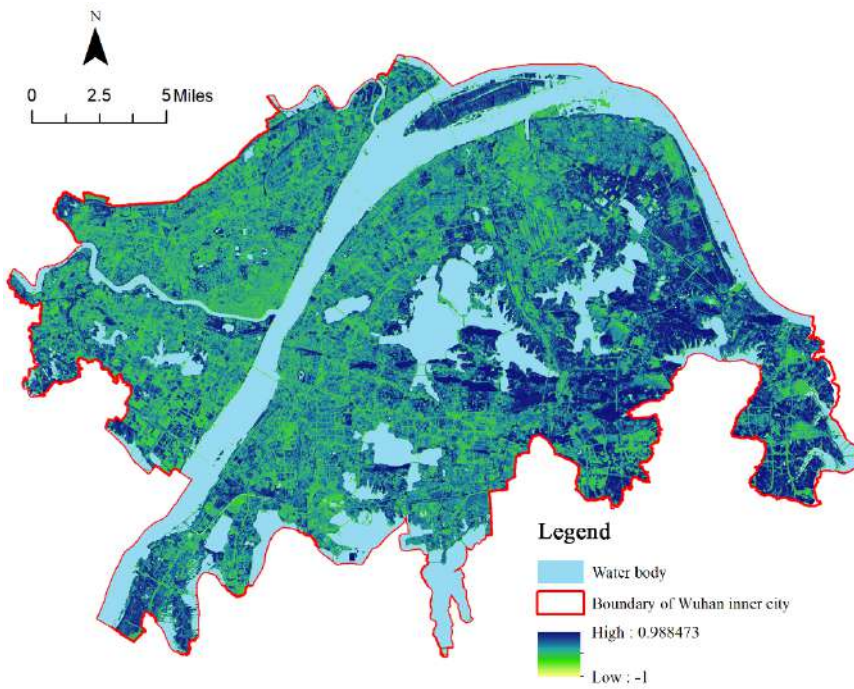 N
0 2.5 5 Miles
Legend
Water body
Boundary of Wuhan inner city
High : 0.988473
Low : -1